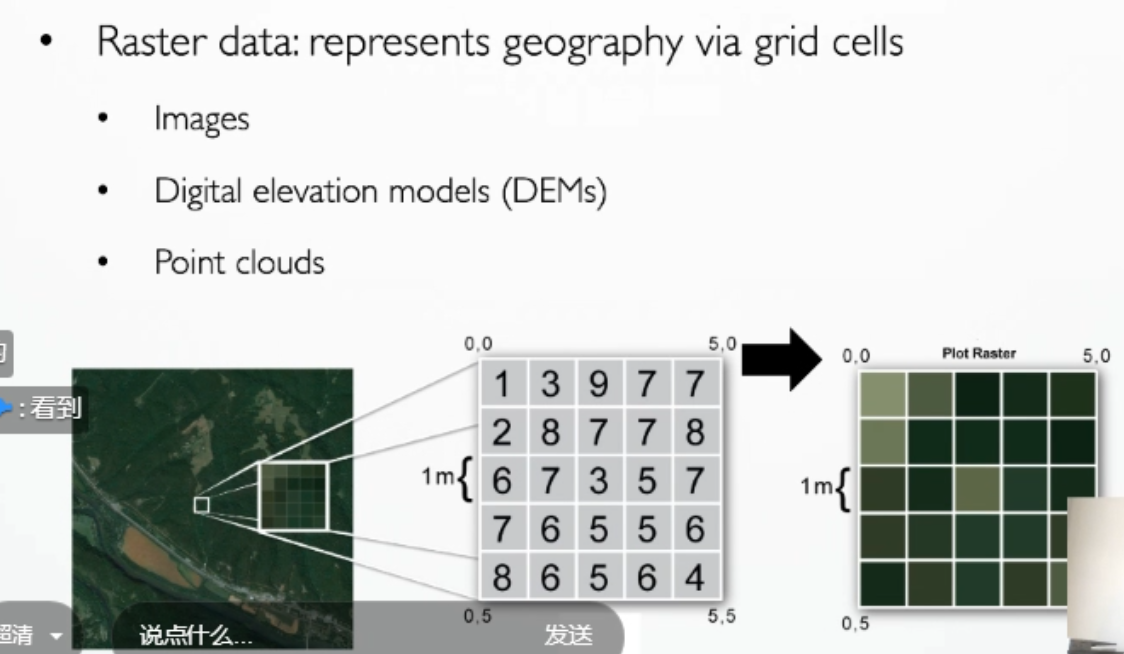 • Raster data: represents geography via grid cells
• Images
• Digital elevation models (DEMs)
• Point clouds
: 看到
0,0 5,0
1 3 9 7 7
2 8 7 7 8
1m{ 6 7 3 5 7
7 6 5 5 6
8 6 5 6 4
0,5 5,5
0,0 Plot Raster 5,0
1m{
0,5
超清 说点什么... 发送